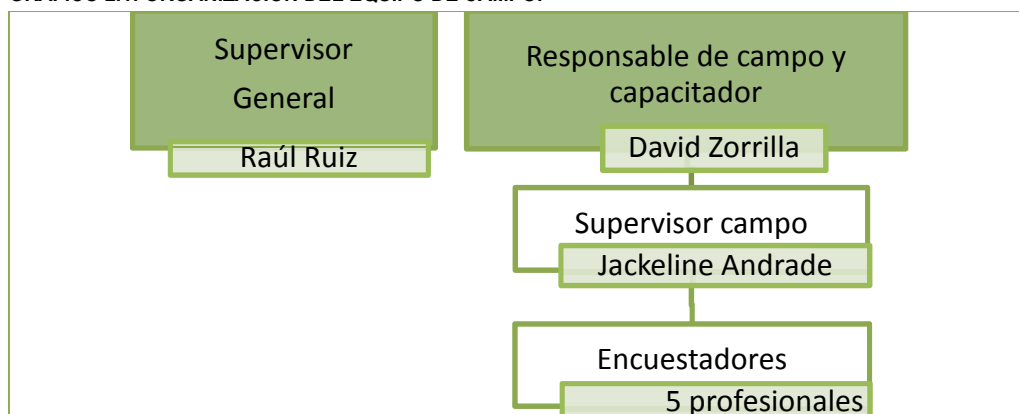 Supervisor
General
Raúl Ruiz
Responsable de campo y
capacitador
David Zorrilla
Supervisor campo
Jackeline Andrade
Encuestadores
5 profesionales